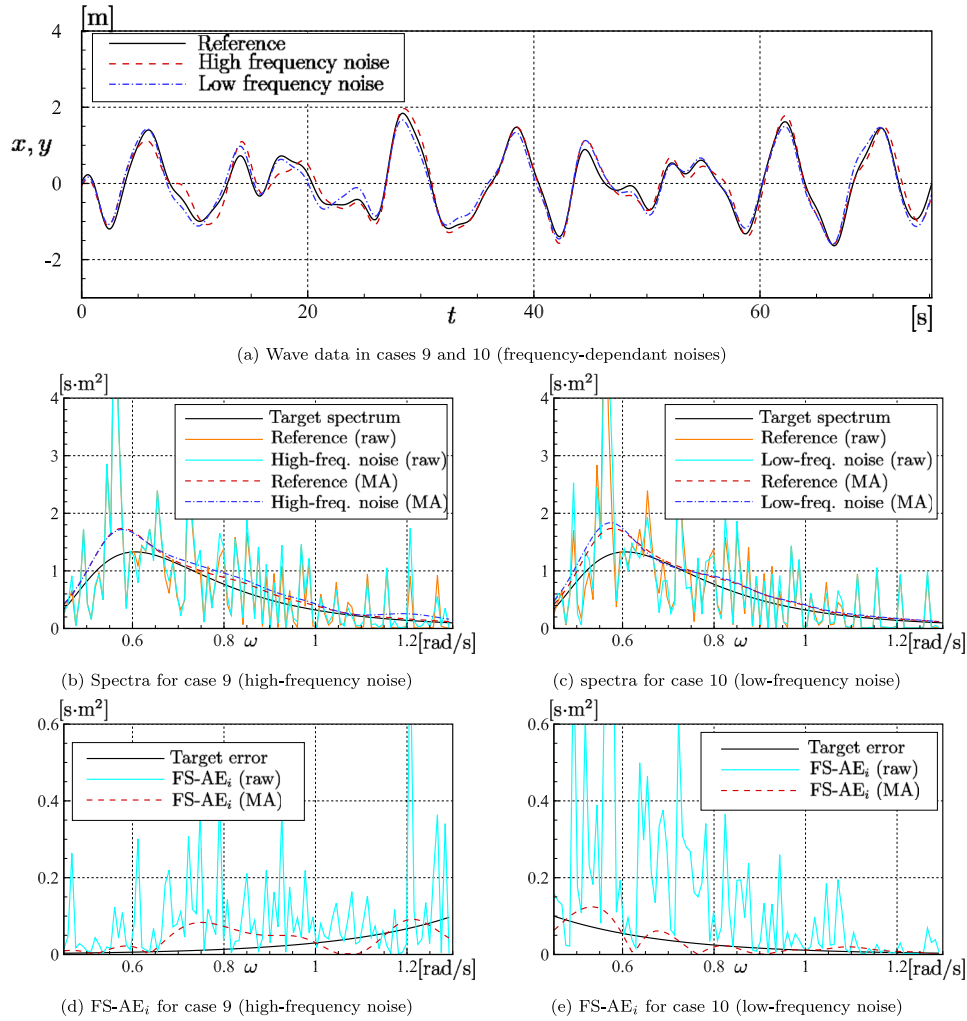 [m]
4
2
0
-2
x, y
Reference
High frequency noise
Low frequency noise
0
20
40
60
t
[s]
(a) Wave data in cases 9 and 10 (frequency-dependant noises)
[s·m²]
4
3
2
1
0
Target spectrum
Reference (raw)
High-freq. noise (raw)
Reference (MA)
High-freq. noise (MA)
0.6
0.8
ω
1
1.2
[rad/s]
(b) Spectra for case 9 (high-frequency noise)
[s·m²]
4
3
2
1
0
Target spectrum
Reference (raw)
Low-freq. noise (raw)
Reference (MA)
Low-freq. noise (MA)
0.6
0.8
ω
1
1.2
[rad/s]
(c) spectra for case 10 (low-frequency noise)
[s·m²]
0.6
0.4
0.2
0
Target error
FS-AEᵢ (raw)
FS-AEᵢ (MA)
0.6
0.8
ω
1
1.2
[rad/s]
(d) FS-AEᵢ for case 9 (high-frequency noise)
[s·m²]
0.6
0.4
0.2
0
Target error
FS-AEᵢ (raw)
FS-AEᵢ (MA)
0.6
0.8
ω
1
1.2
[rad/s]
(e) FS-AEᵢ for case 10 (low-frequency noise)